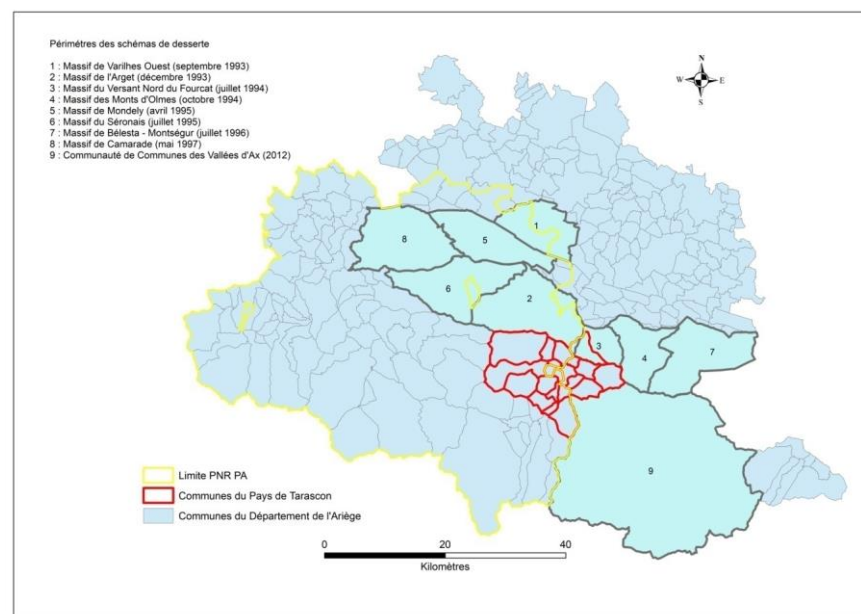 Périmètres des schémas de desserte
1 : Massif de Varilhes Ouest (septembre 1993)
2 : Massif de l'Arget (décembre 1993)
3 : Massif du Versant Nord du Fourcat (juillet 1994)
4 : Massif des Monts d'Olmes (octobre 1994)
5 : Massif de Mondely (avril 1995)
6 : Massif du Séronais (juillet 1995)
7 : Massif de Bélesta - Montségur (juillet 1996)
8 : Massif de Camarade (mai 1997)
9 : Communauté de Communes des Vallées d'Ax (2012)
N
W E
S
1
8
5
6
2
3
4
7
9
Limite PNR PA
Communes du Pays de Tarascon
Communes du Département de l'Ariège
0 20 40
Kilomètres